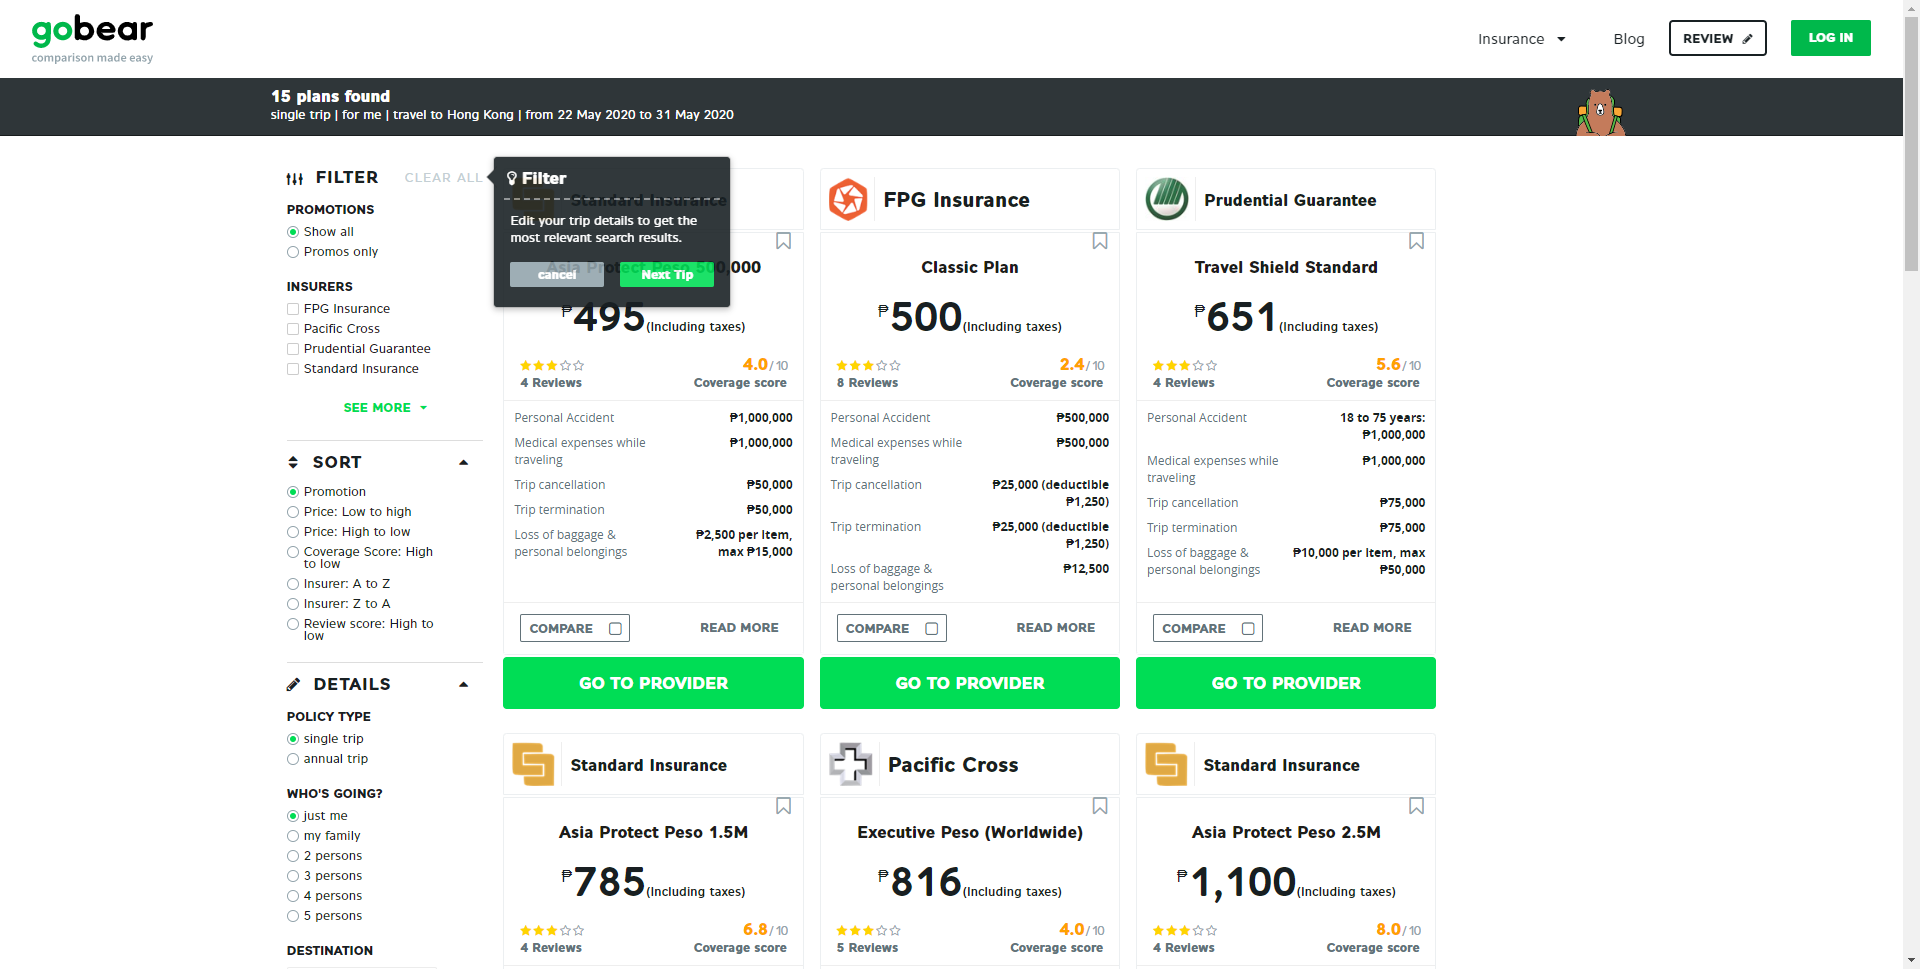 gobear
comparison made easy
Insurance
Blog
REVIEW
LOG IN
15 plans found
single trip | for me | travel to Hong Kong | from 22 May 2020 to 31 May 2020
FILTER
CLEAR ALL
PROMOTIONS
Show all
Promos only
INSURERS
FPG Insurance
Pacific Cross
Prudential Guarantee
Standard Insurance
SEE MORE
SORT
Promotion
Price: Low to high
Price: High to low
Coverage Score: High
to low
Insurer: A to Z
Insurer: Z to A
Review score: High to
low
DETAILS
POLICY TYPE
single trip
annual trip
WHO'S GOING?
just me
my family
2 persons
3 persons
4 persons
5 persons
DESTINATION
Filter
Edit your trip details to get the
most relevant search results.
cancel
Next Tip
Standard Insurance
Asia Protect Peso 500,000
₱495(Including taxes)
4.0/10
4 Reviews
Coverage score
Personal Accident ₱1,000,000
Medical expenses while ₱1,000,000
traveling
Trip cancellation ₱50,000
Trip termination ₱50,000
Loss of baggage & ₱2,500 per item,
personal belongings max ₱15,000
COMPARE
READ MORE
GO TO PROVIDER
FPG Insurance
Classic Plan
₱500(Including taxes)
2.4/10
8 Reviews
Coverage score
Personal Accident ₱500,000
Medical expenses while ₱500,000
traveling
Trip cancellation ₱25,000 (deductible
₱1,250)
Trip termination ₱25,000 (deductible
₱1,250)
Loss of baggage & ₱12,500
personal belongings
COMPARE
READ MORE
GO TO PROVIDER
Prudential Guarantee
Travel Shield Standard
₱651(Including taxes)
5.6/10
4 Reviews
Coverage score
Personal Accident 18 to 75 years:
₱1,000,000
Medical expenses while ₱1,000,000
traveling
Trip cancellation ₱75,000
Trip termination ₱75,000
Loss of baggage & ₱10,000 per item, max
personal belongings ₱50,000
COMPARE
READ MORE
GO TO PROVIDER
Standard Insurance
Asia Protect Peso 1.5M
₱785(Including taxes)
6.8/10
4 Reviews
Coverage score
Pacific Cross
Executive Peso (Worldwide)
₱816(Including taxes)
4.0/10
5 Reviews
Coverage score
Standard Insurance
Asia Protect Peso 2.5M
₱1,100(Including taxes)
8.0/10
4 Reviews
Coverage score